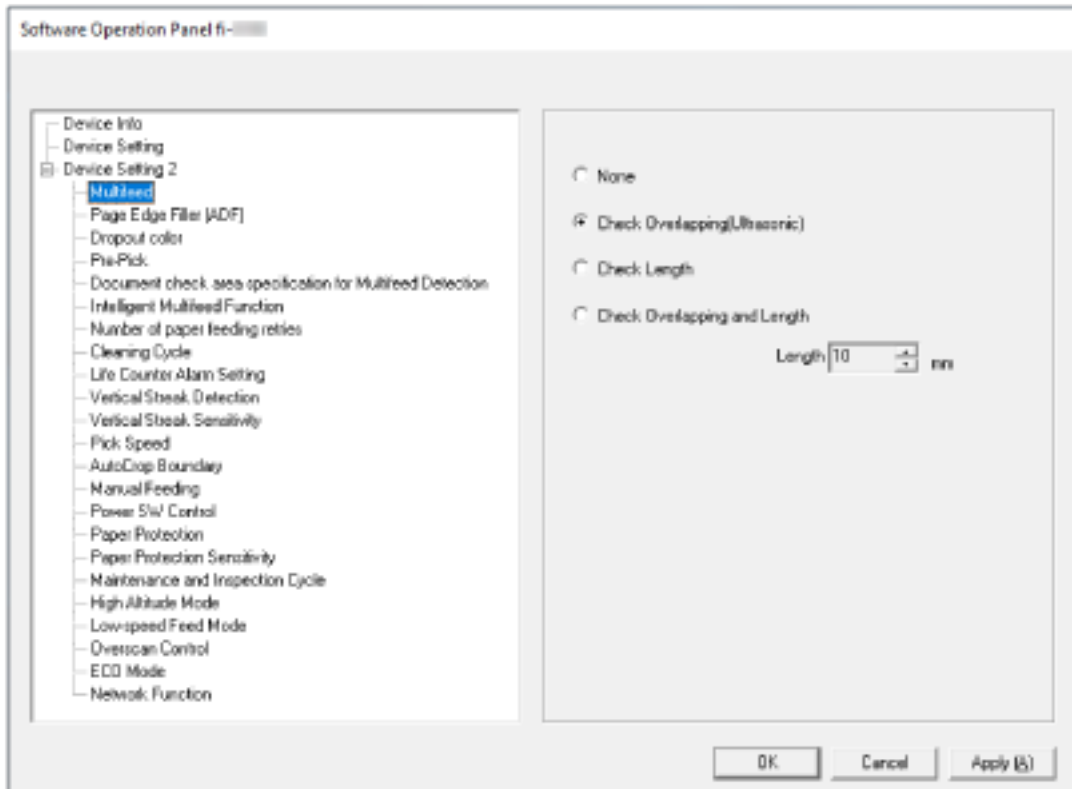 Software Operation Panel fi-
Device Info
Device Setting
Device Setting 2
Multifeed
Page Edge Filler [ADF]
Dropout color
Pre-Pick
Document check area specification for Multifeed Detection
Intelligent Multifeed Function
Number of paper feeding retries
Cleaning Cycle
Life Counter Alarm Setting
Vertical Streak Detection
Vertical Streak Sensitivity
Pick Speed
AutoCrop Boundary
Manual Feeding
Power SW Control
Paper Protection
Paper Protection Sensitivity
Maintenance and Inspection Cycle
High Altitude Mode
Low-speed Feed Mode
Overscan Control
ECO Mode
Network Function
None
Check Overlapping(Ultrasonic)
Check Length
Check Overlapping and Length
Length 10 mm
OK Cancel Apply (A)